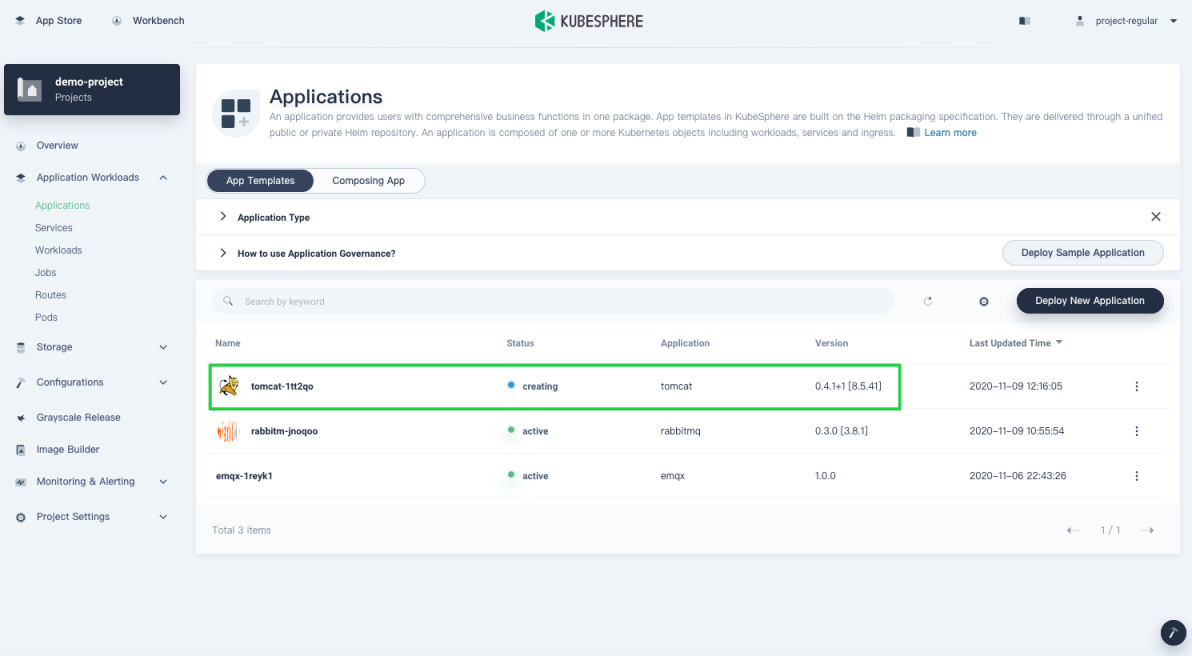 App Store
Workbench
KUBESPHERE
project-regular
demo-project
Projects
Overview
Application Workloads
Applications
Services
Workloads
Jobs
Routes
Pods
Storage
Configurations
Grayscale Release
Image Builder
Monitoring & Alerting
Project Settings
Applications
An application provides users with comprehensive business functions in one package. App templates in KubeSphere are built on the Helm packaging specification. They are delivered through a unified
public or private Helm repository. An application is composed of one or more Kubernetes objects including workloads, services and ingress. Learn more
App Templates
Composing App
Application Type
How to use Application Governance?
Deploy Sample Application
Search by keyword
Deploy New Application
Name Status Application Version Last Updated Time
tomcat-1tt2qo creating tomcat 0.4.1+1 [8.5.41] 2020-11-09 12:16:05
rabbitm-jnoqoo active rabbitmq 0.3.0 [3.8.1] 2020-11-09 10:55:54
emqx-1reyk1 active emqx 1.0.0 2020-11-06 22:43:26
Total 3 items
1 / 1